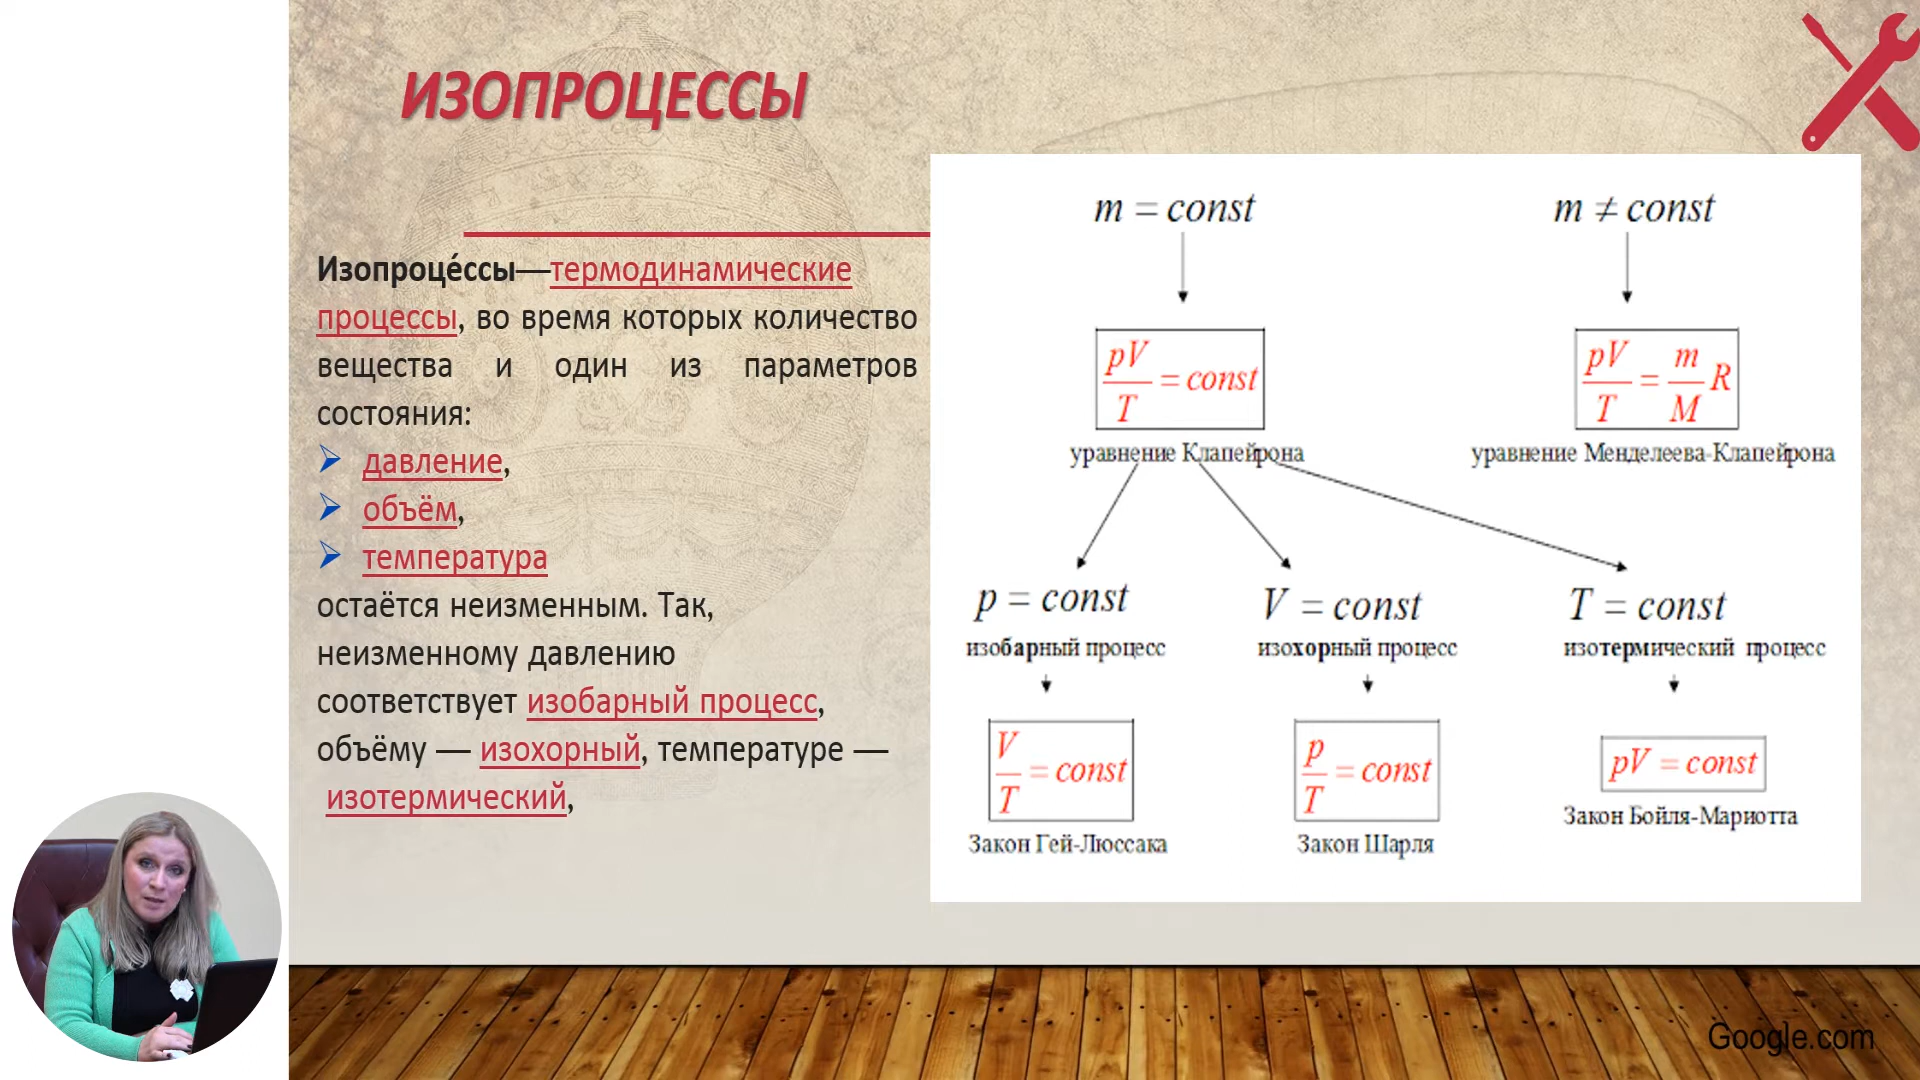 ИЗОПРОЦЕССЫ
Изопроце́ссы—термодинамические
процессы, во время которых количество
вещества и один из параметров
состояния:
давление,
объём,
температура
остаётся неизменным. Так,
неизменному давлению
соответствует изобарный процесс,
объёму — изохорный, температуре —
изотермический,
m = const
m ≠ const
pV/T = const
pV/T = m/M R
уравнение Клапейрона
уравнение Менделеева-Клапейрона
p = const
V = const
T = const
изобарный процесс
изохорный процесс
изотермический процесс
V/T = const
p/T = const
pV = const
Закон Гей-Люссака
Закон Шарля
Закон Бойля-Мариотта
Google.com